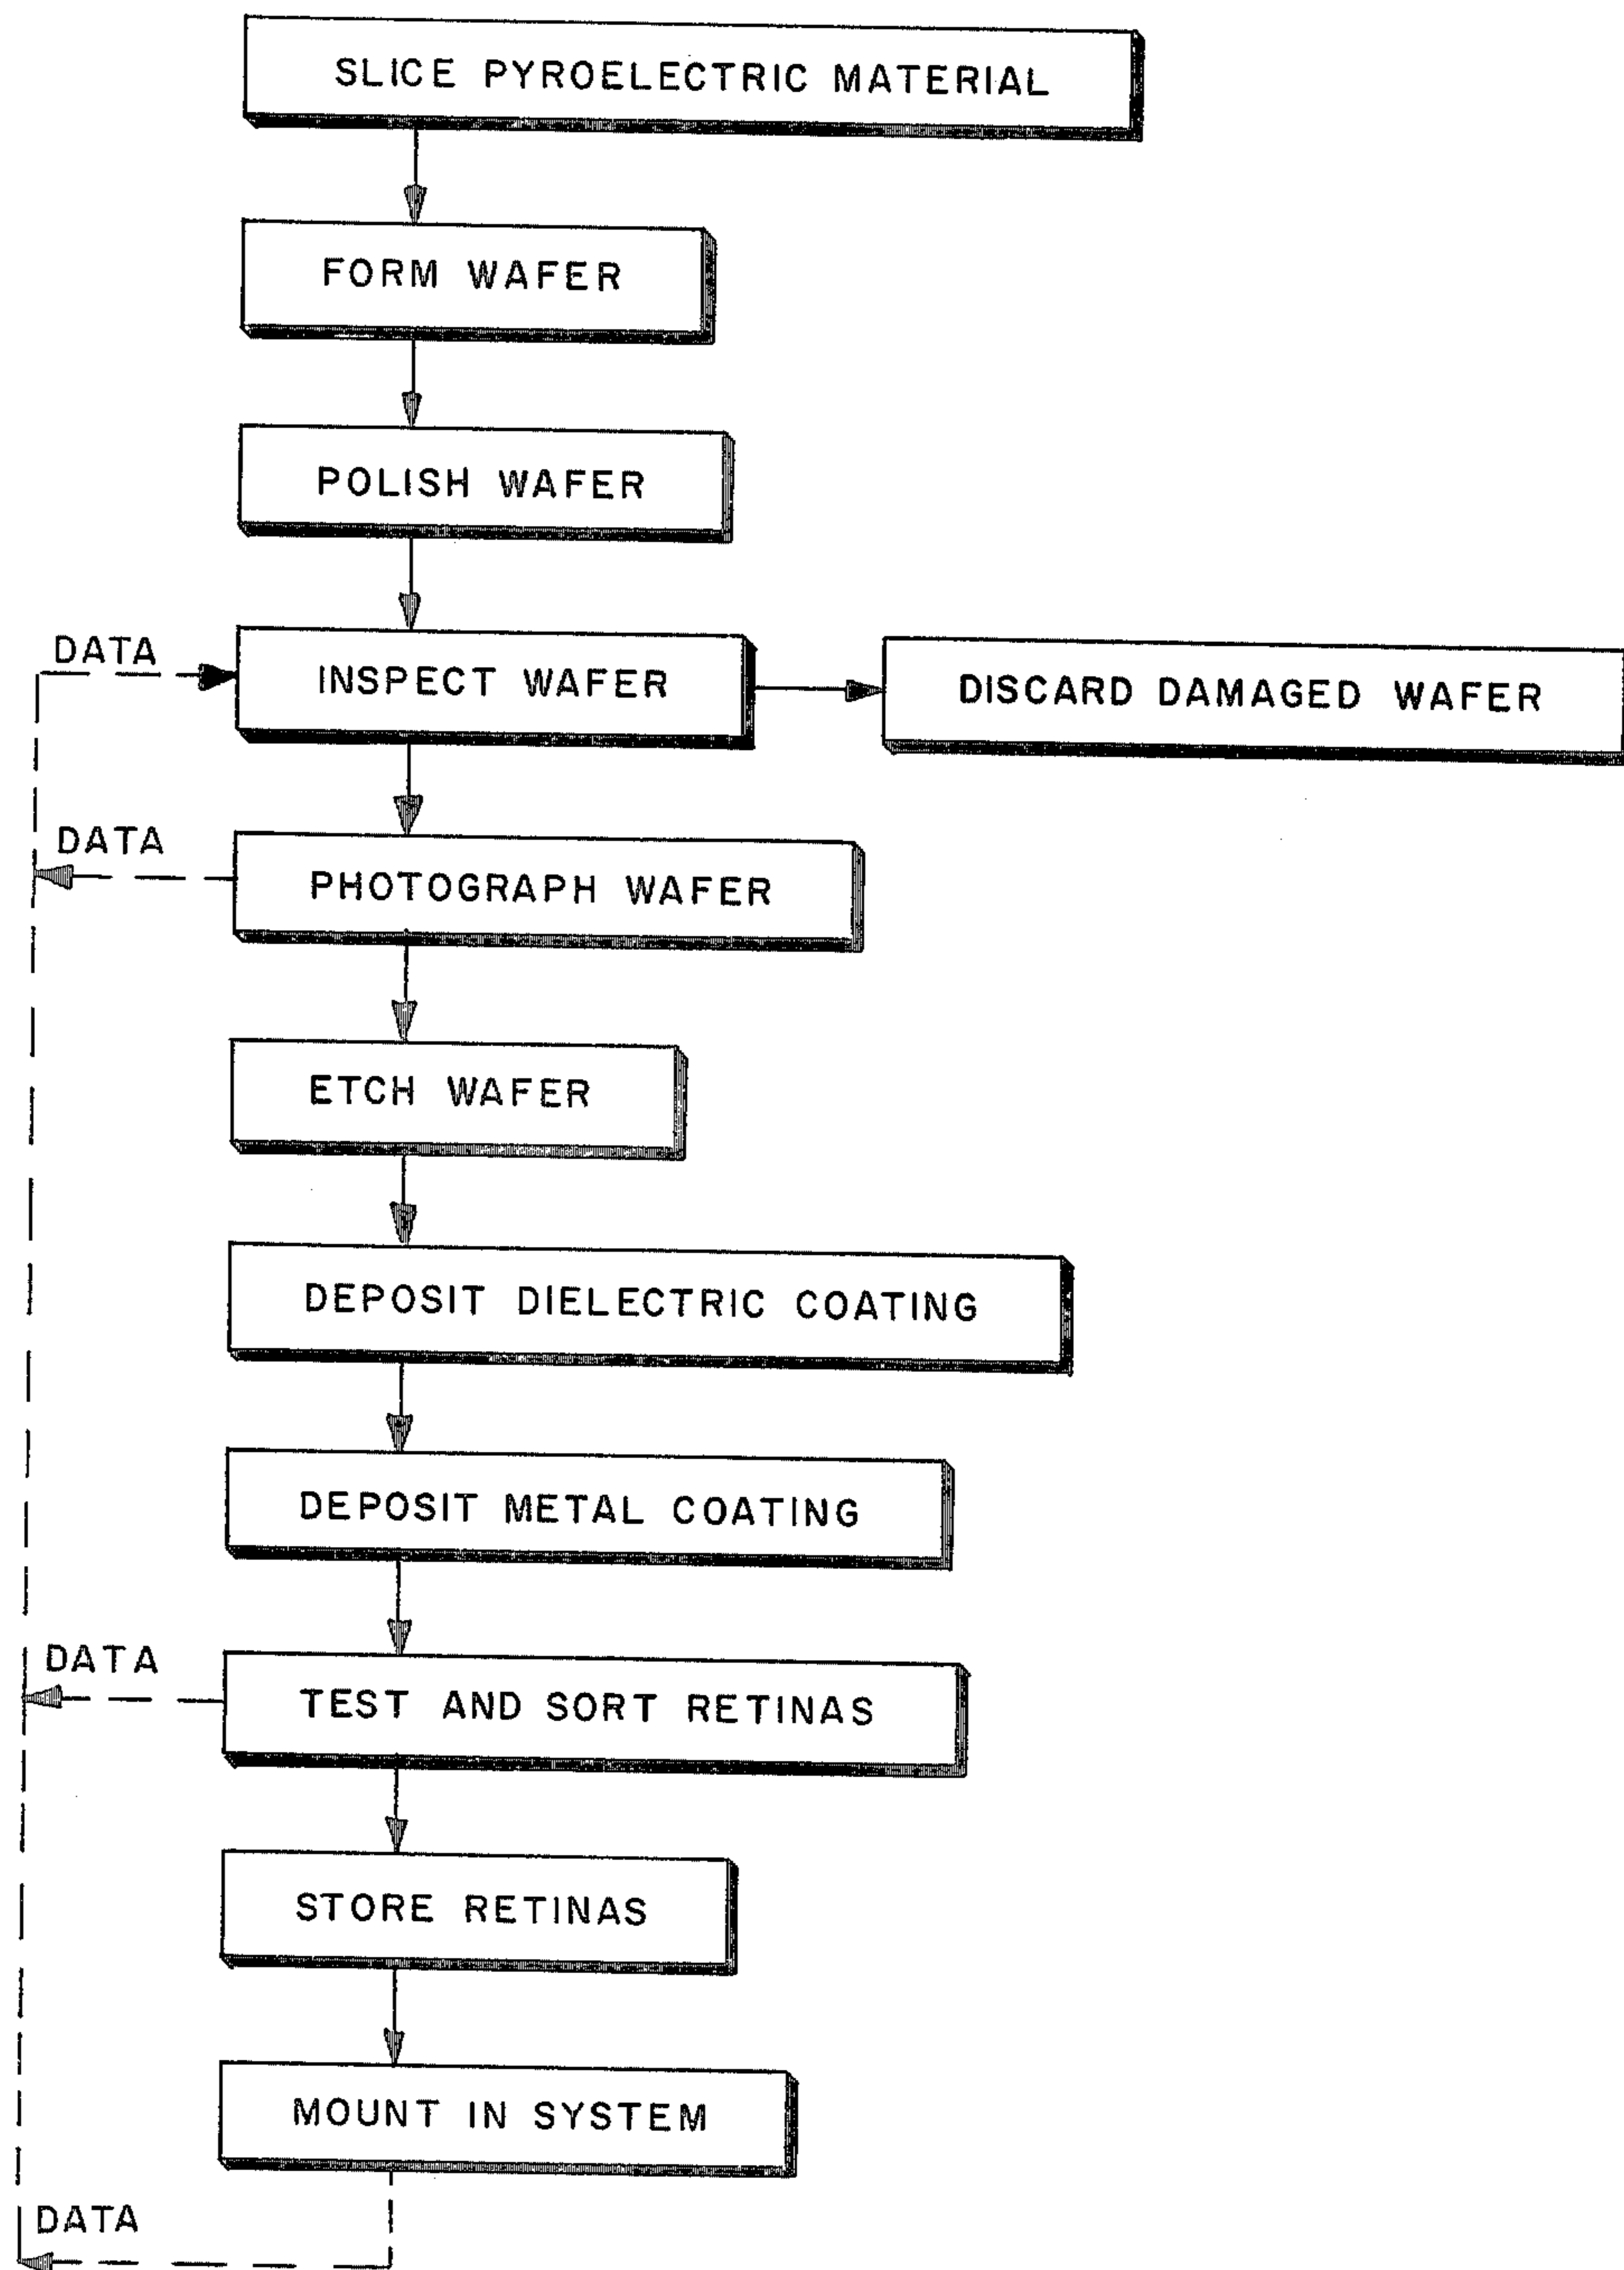 SLICE PYROELECTRIC MATERIAL
FORM WAFER
POLISH WAFER
DATA
INSPECT WAFER
DISCARD DAMAGED WAFER
DATA
PHOTOGRAPH WAFER
ETCH WAFER
DEPOSIT DIELECTRIC COATING
DEPOSIT METAL COATING
DATA
TEST AND SORT RETINAS
STORE RETINAS
MOUNT IN SYSTEM
DATA